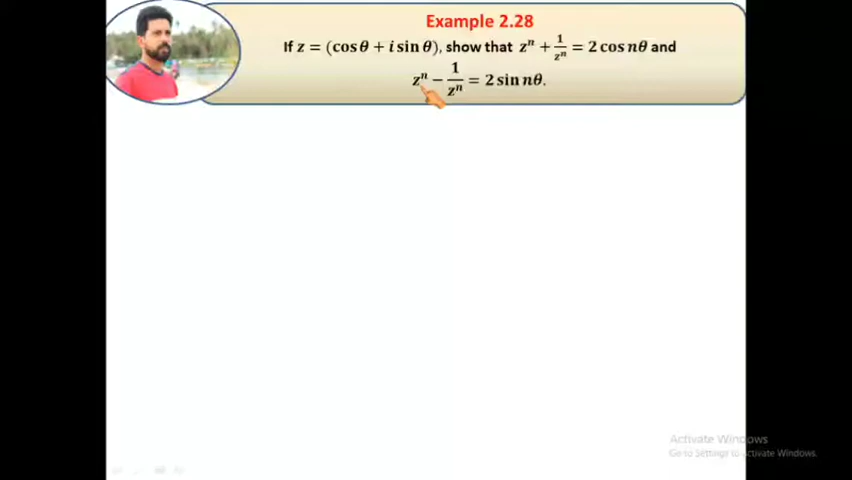 Example 2.28
If z = (cos θ + i sin θ), show that zⁿ + 1/zⁿ = 2 cos nθ and
zⁿ − 1/zⁿ = 2 sin nθ.
Activate Windows
Go to Settings to activate Windows.